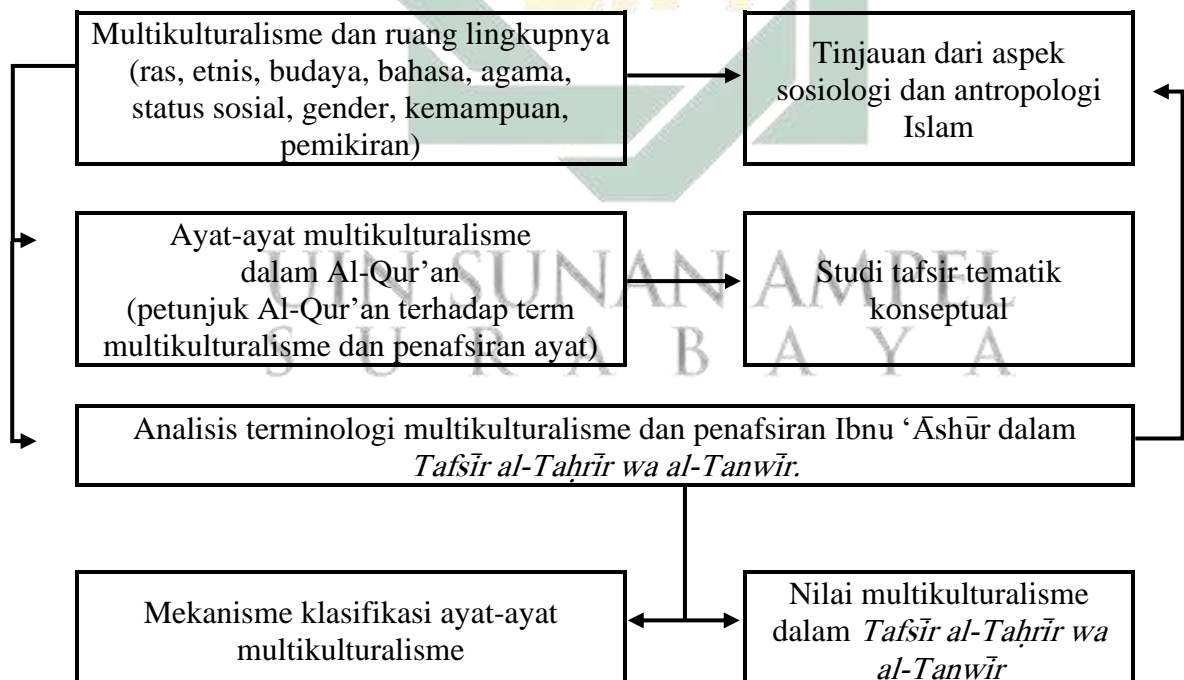 Multikulturalisme dan ruang lingkupnya
(ras, etnis, budaya, bahasa, agama,
status sosial, gender, kemampuan,
pemikiran)
Tinjauan dari aspek
sosiologi dan antropologi
Islam
Ayat-ayat multikulturalisme
dalam Al-Qur’an
(petunjuk Al-Qur’an terhadap term
multikulturalisme dan penafsiran ayat)
Studi tafsir tematik
konseptual
UIN SUNAN AMPEL
S U R A B A Y A
Analisis terminologi multikulturalisme dan penafsiran Ibnu ‘Āshūr dalam
Tafsīr al-Taḥrīr wa al-Tanwīr.
Mekanisme klasifikasi ayat-ayat
multikulturalisme
Nilai multikulturalisme
dalam Tafsīr al-Taḥrīr wa
al-Tanwīr